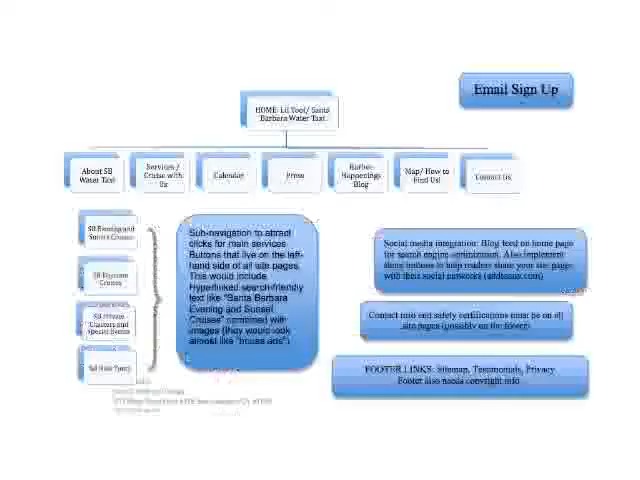 Email Sign Up
HOME: Lil Toot/ Santa
Barbara Water Taxi
About SB
Water Taxi
Services /
Cruise with
Us
Calendar
Press
Harbor
Happenings
Blog
Map/ How to
Find Us!
Contact Us
SB Evening and
Sunset Cruises
SB Daytime
Cruises
SB Private
Charters and
Special Events
Sub-navigation to attract
clicks for main services.
Buttons that live on the left-
hand side of all site pages.
This would include
Hyperlinked search-friendly
text like "Santa Barbara
Evening and Sunset
Cruises" combined with
images (they would look
almost like "house ads")
Social media integration: Blog feed on home page
for search engine optimization. Also implement
share buttons to help readers share your site pages
with their social networks (addtoany.com)
Contact info and safety certifications must be on all
site pages (possibly on the footer)
FOOTER LINKS: Sitemap, Testimonials, Privacy
Footer also needs copyright info